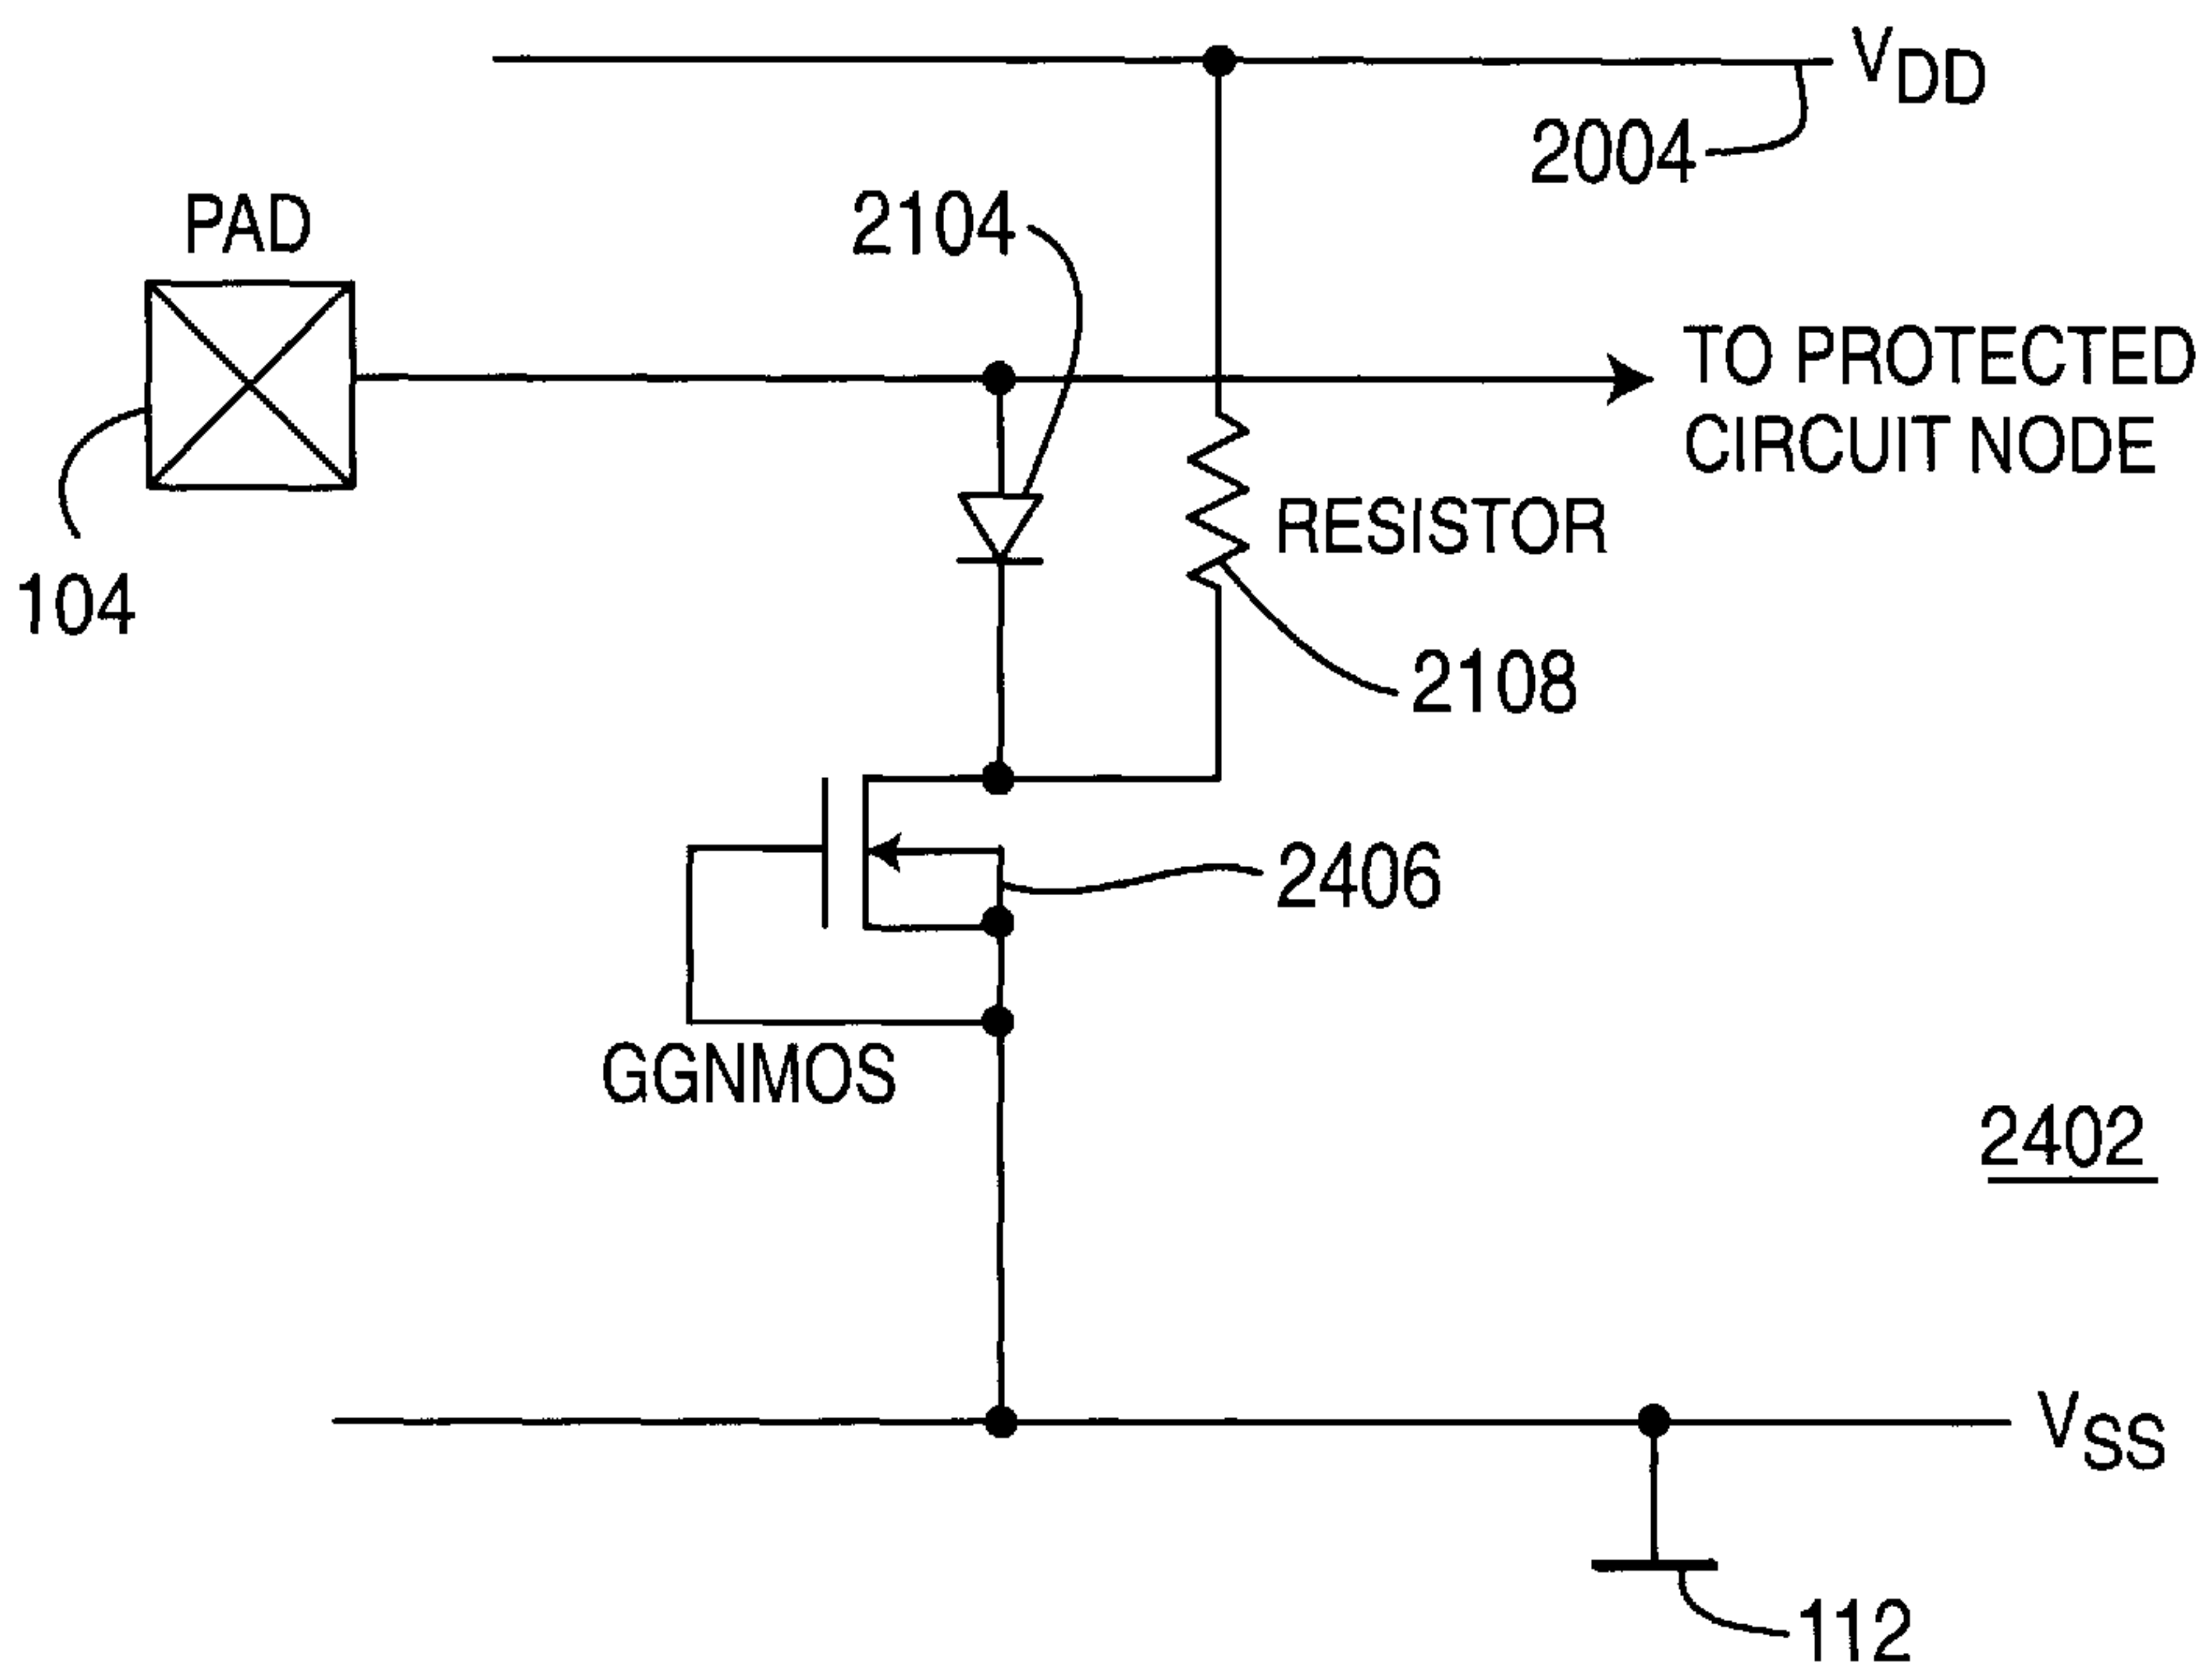 VDD
2004
PAD
2104
TO PROTECTED
CIRCUIT NODE
RESISTOR
104
2108
2406
GGNMOS
2402
VSS
112